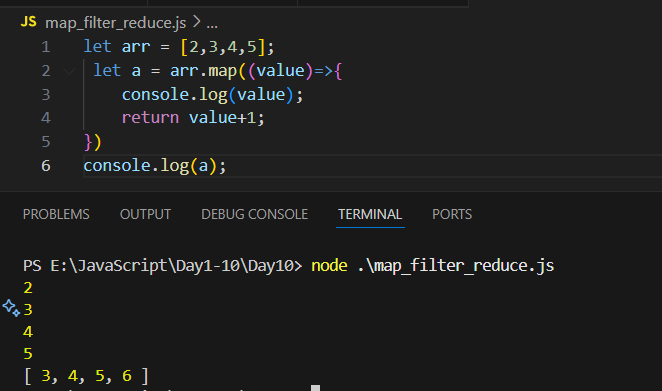 JS map_filter_reduce.js > ...
1 let arr = [2,3,4,5];
2 let a = arr.map((value)=>{
3 console.log(value);
4 return value+1;
5 })
6 console.log(a);
PROBLEMS OUTPUT DEBUG CONSOLE TERMINAL PORTS
PS E:\JavaScript\Day1-10\Day10> node .\map_filter_reduce.js
2
3
4
5
[ 3, 4, 5, 6 ]